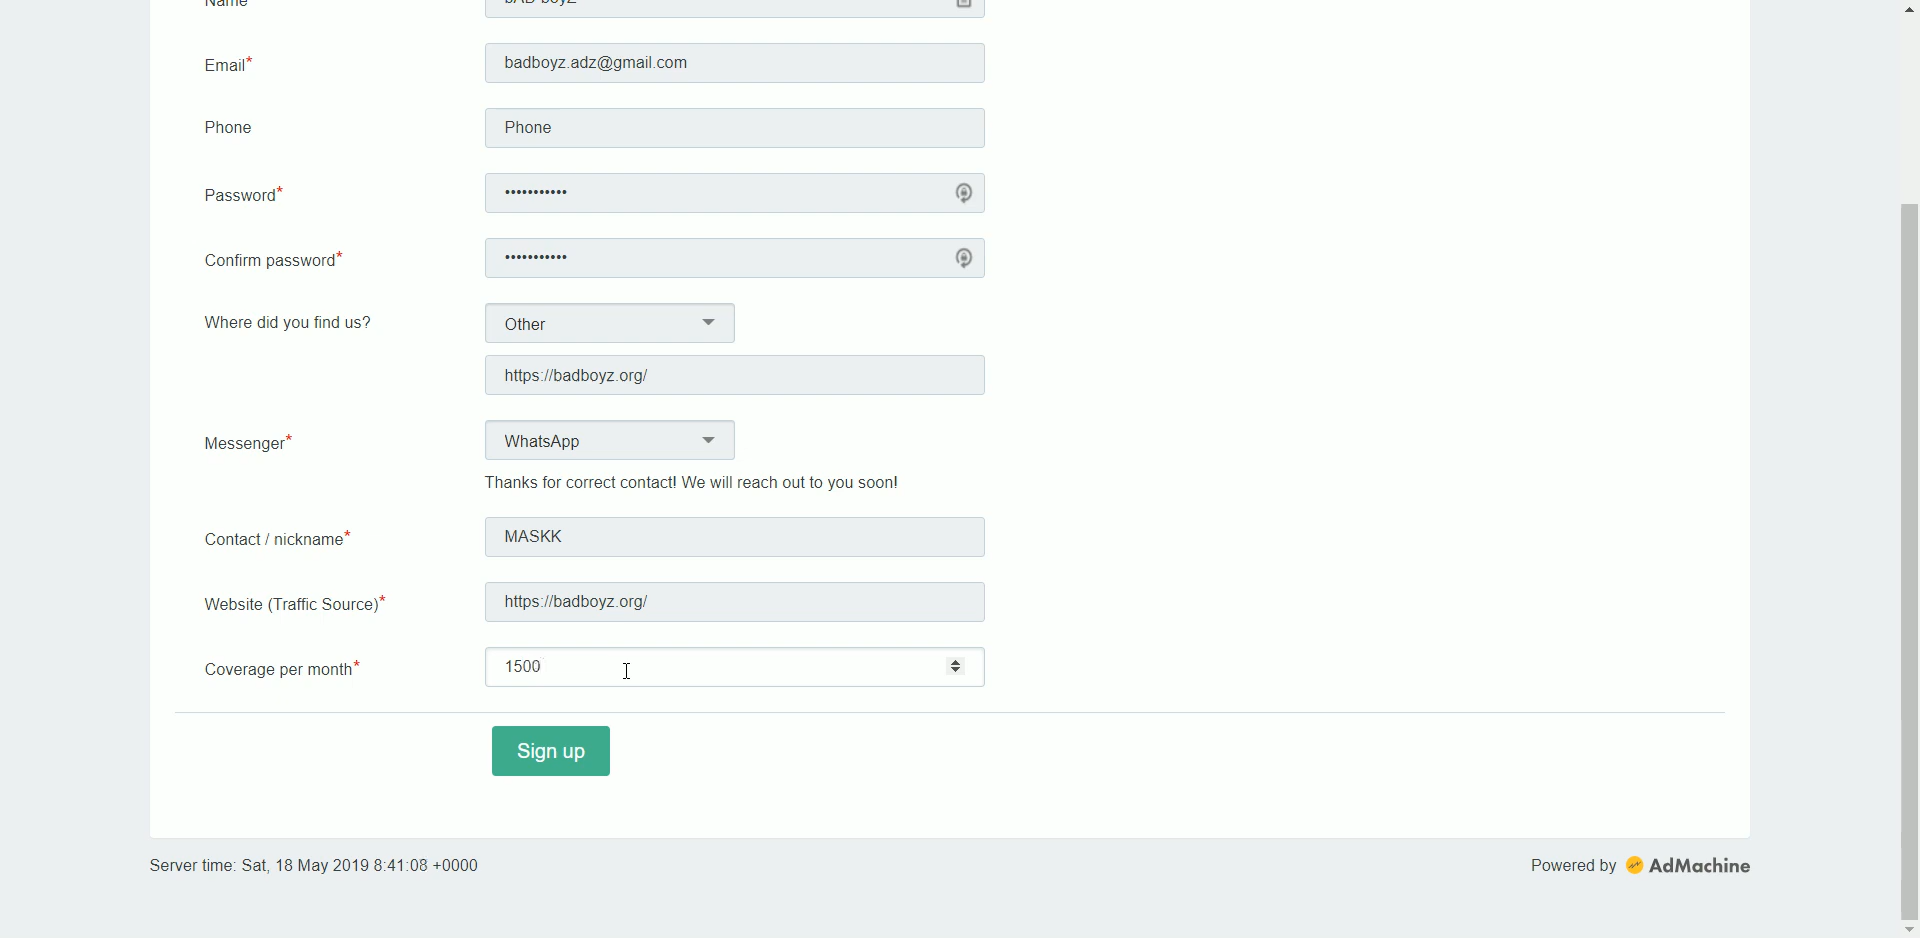 Name
bAD boyZ
Email*
badboyz.adz@gmail.com
Phone
Phone
Password*
•••••••••••
Confirm password*
•••••••••••
Where did you find us?
Other
https://badboyz.org/
Messenger*
WhatsApp
Thanks for correct contact! We will reach out to you soon!
Contact / nickname*
MASKK
Website (Traffic Source)*
https://badboyz.org/
Coverage per month*
1500
Sign up
Server time: Sat, 18 May 2019 8:41:08 +0000
Powered by AdMachine